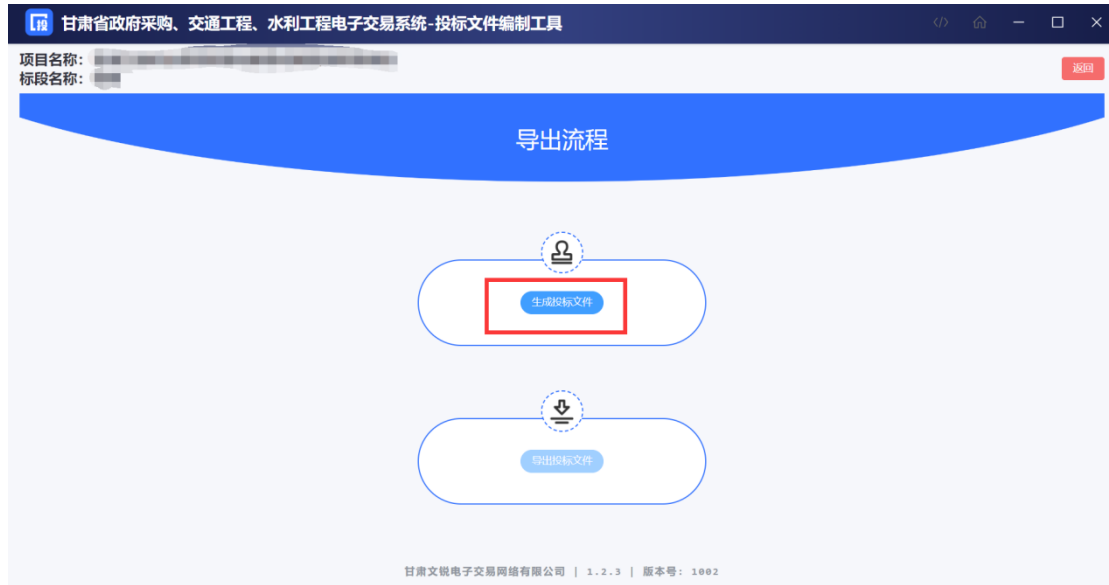 甘肃省政府采购、交通工程、水利工程电子交易系统-投标文件编制工具
项目名称：
标段名称：
返回
导出流程
生成投标文件
导出投标文件
甘肃文锐电子交易网络有限公司 | 1.2.3 | 版本号: 1002